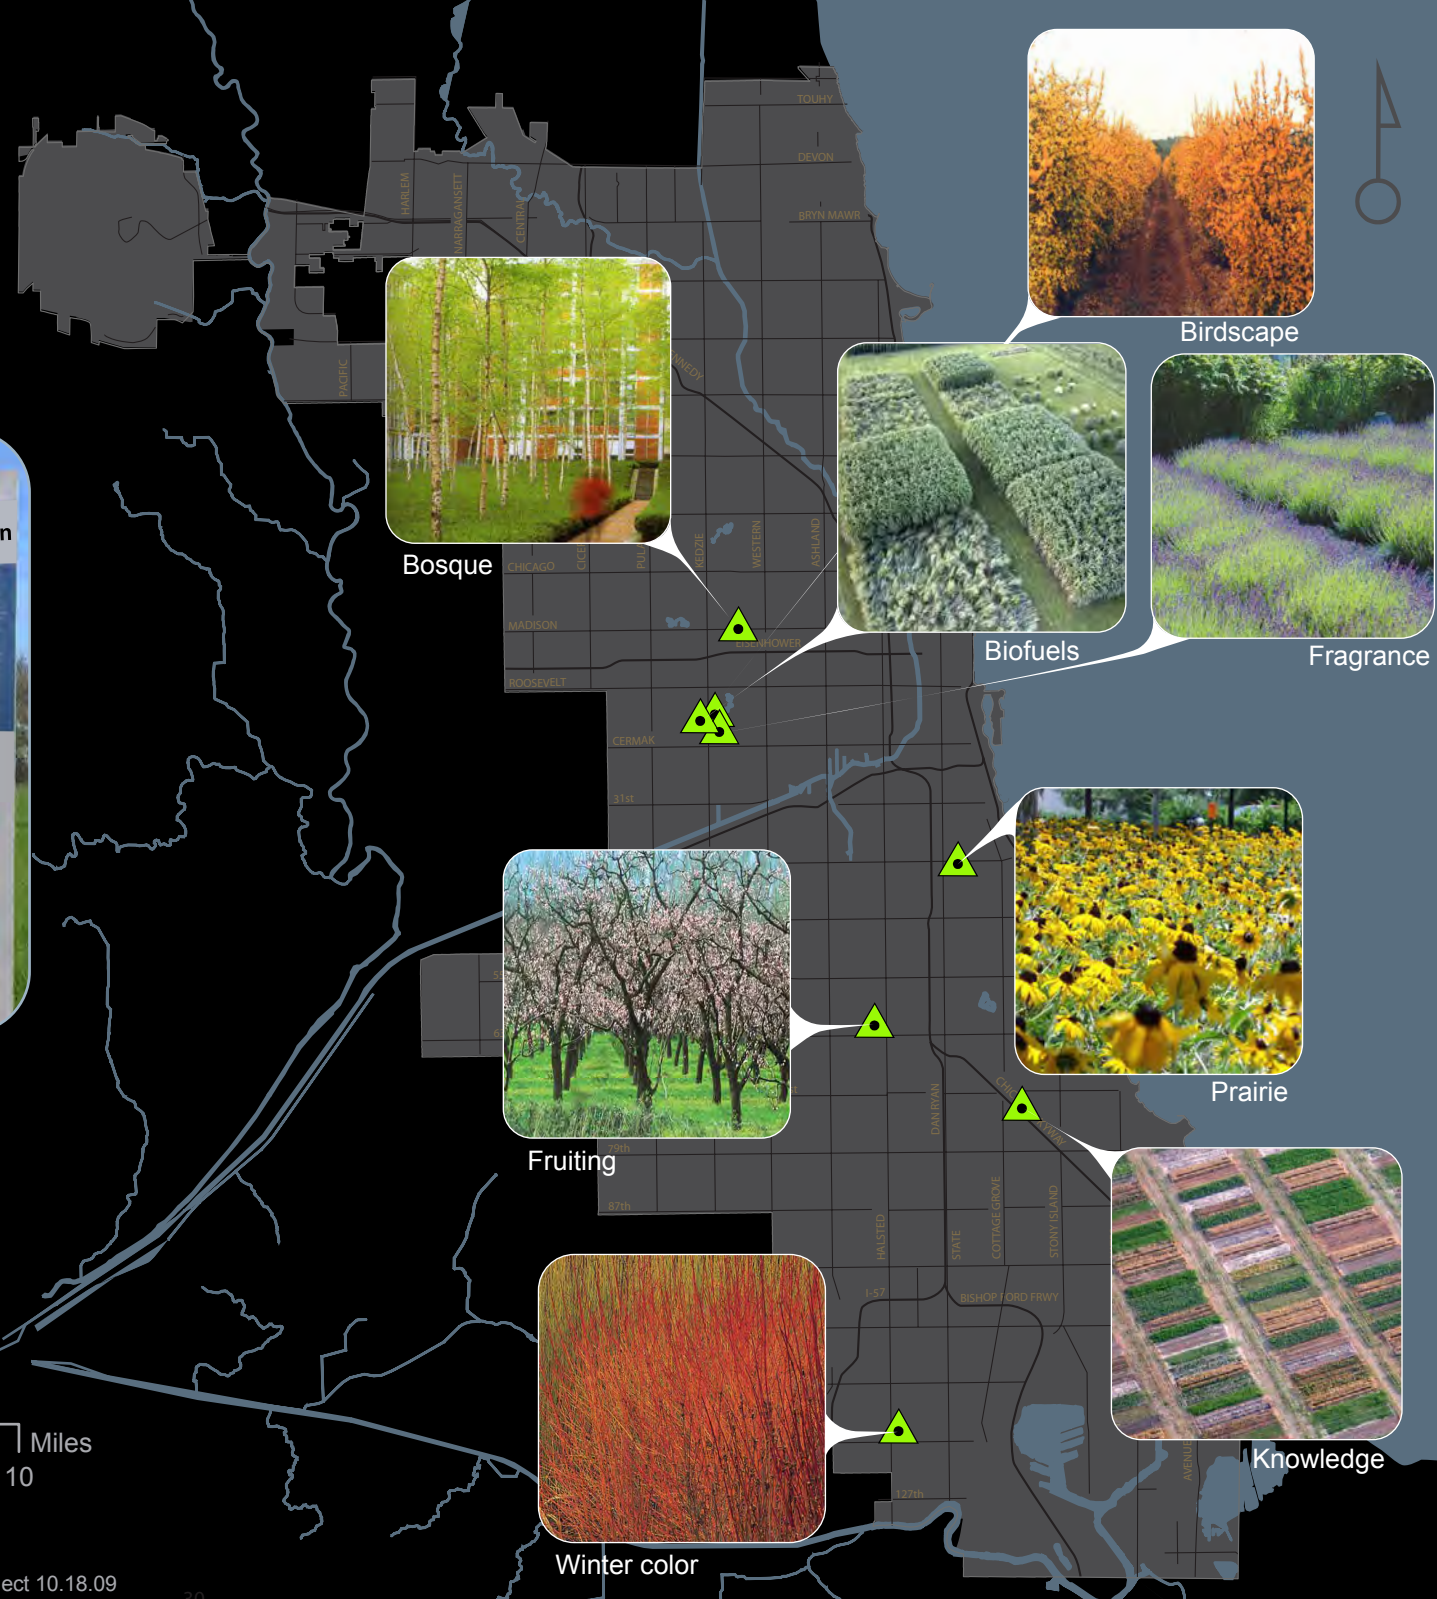 TOUHY
DEVON
BRYN MAWR
HARLEM
NARRAGANSETT
CENTRAL
PACIFIC
Birdscape
n
Bosque
Biofuels
Fragrance
KEDZIE
WESTERN
ASHLAND
CHICAGO
MADISON
EISENHOWER
ROOSEVELT
CERMAK
31st
Prairie
Fruiting
79th
87th
DAN RYAN
HALSTED
STATE
COTTAGE GROVE
STONY ISLAND
I-57
BISHOP FORD FRWY
Knowledge
AVENUE
127th
Winter color
Miles
10
ect 10.18.09
30